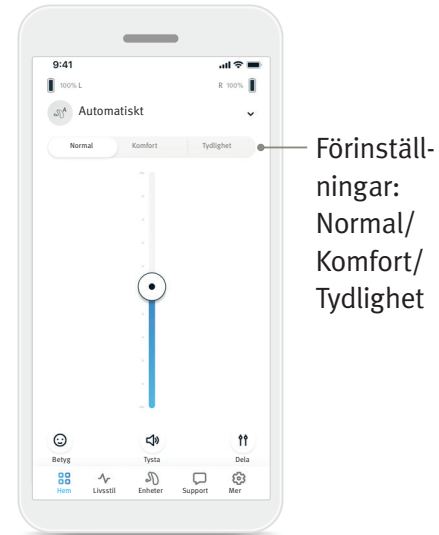 9:41
100% L
R 100%
Automatiskt
Normal Komfort Tydlighet
Förinställ-
ningar:
Normal/
Komfort/
Tydlighet
Betyg Tysta Dela
Hem Livsstil Enheter Support Mer